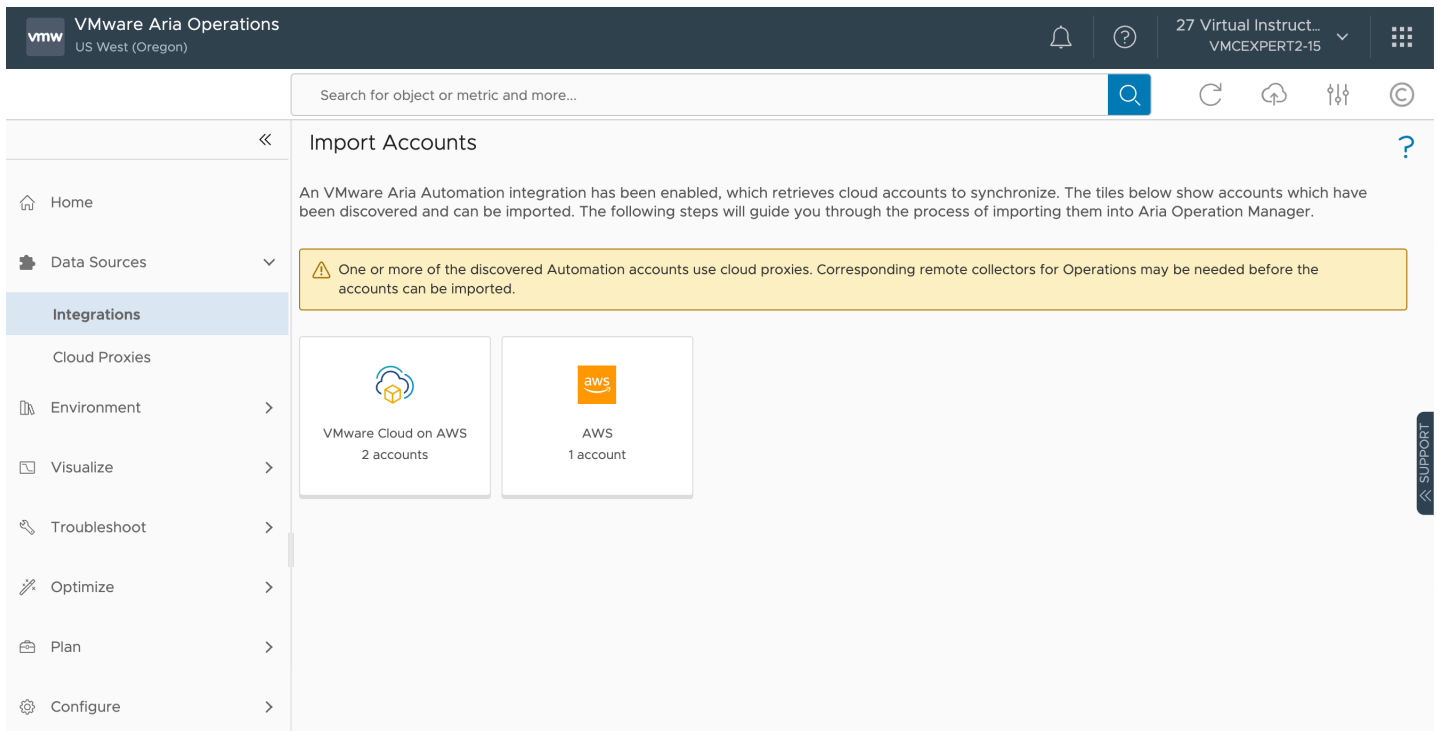 vmw
VMware Aria Operations
US West (Oregon)
?
27 Virtual Instruct...
VMCEXPERT2-15
Search for object or metric and more...
©
Import Accounts
?
An VMware Aria Automation integration has been enabled, which retrieves cloud accounts to synchronize. The tiles below show accounts which have
been discovered and can be imported. The following steps will guide you through the process of importing them into Aria Operation Manager.
One or more of the discovered Automation accounts use cloud proxies. Corresponding remote collectors for Operations may be needed before the
accounts can be imported.
Home
Data Sources
Integrations
Cloud Proxies
Environment
Visualize
Troubleshoot
Optimize
Plan
Configure
VMware Cloud on AWS
2 accounts
aws
AWS
1 account
SUPPORT